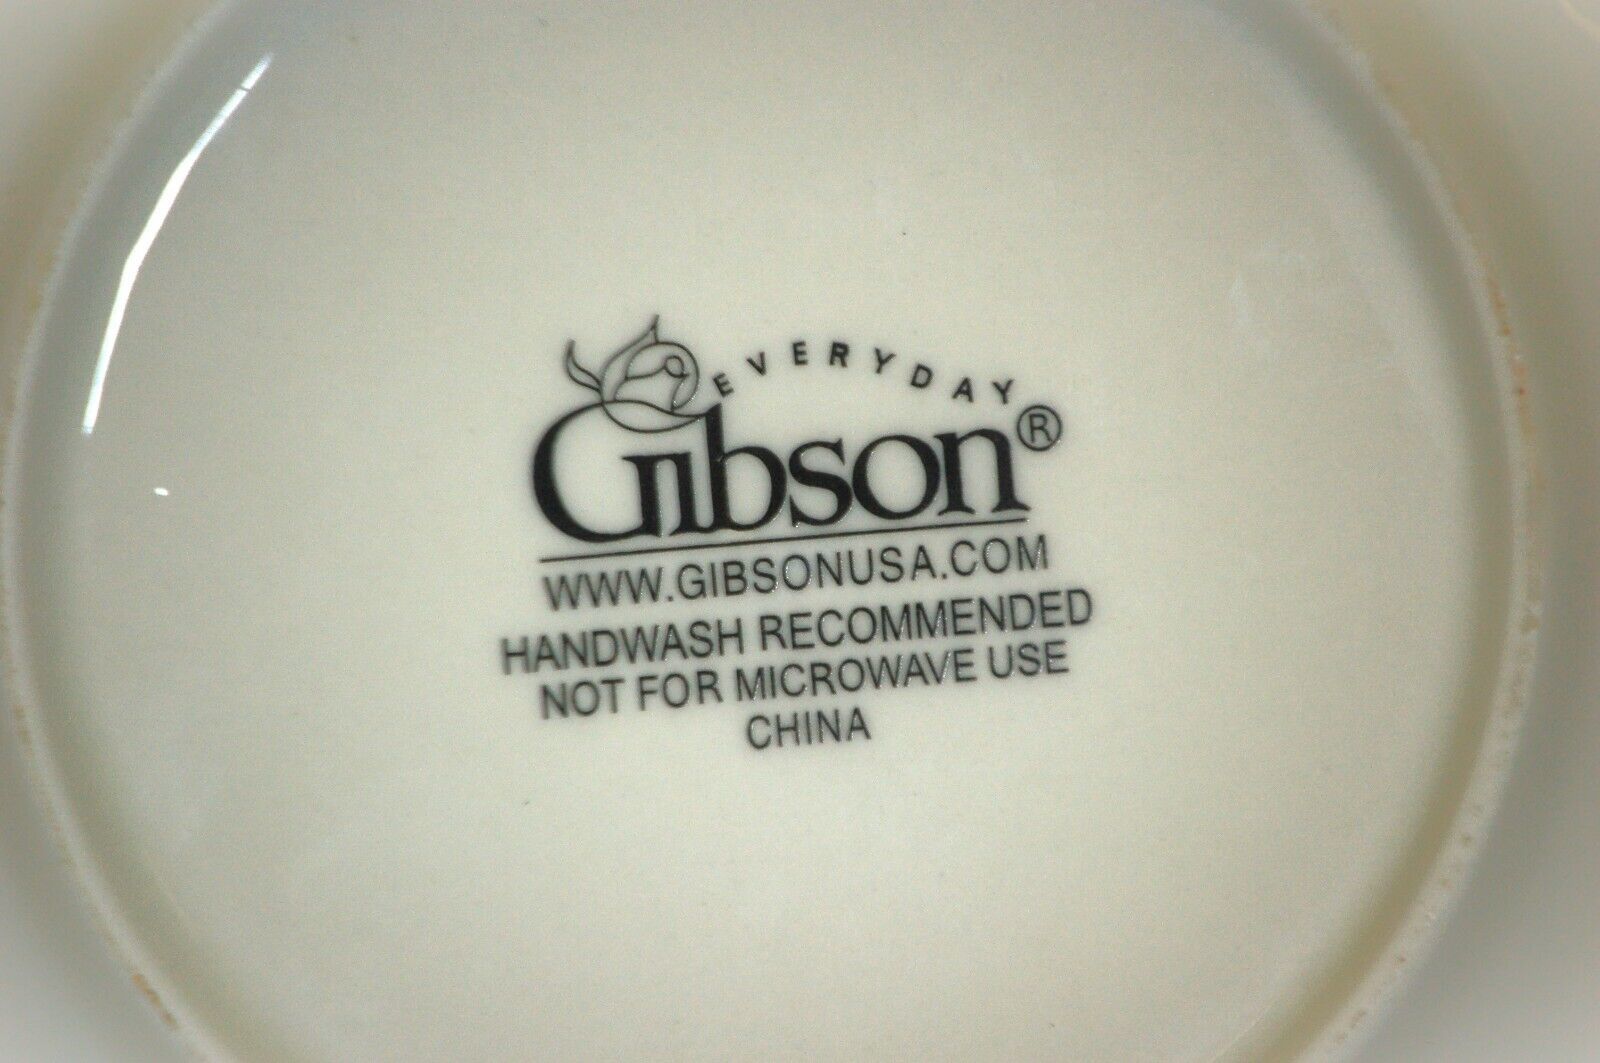 EVERYDAY
Gibson®
WWW.GIBSONUSA.COM
HANDWASH RECOMMENDED
NOT FOR MICROWAVE USE
CHINA